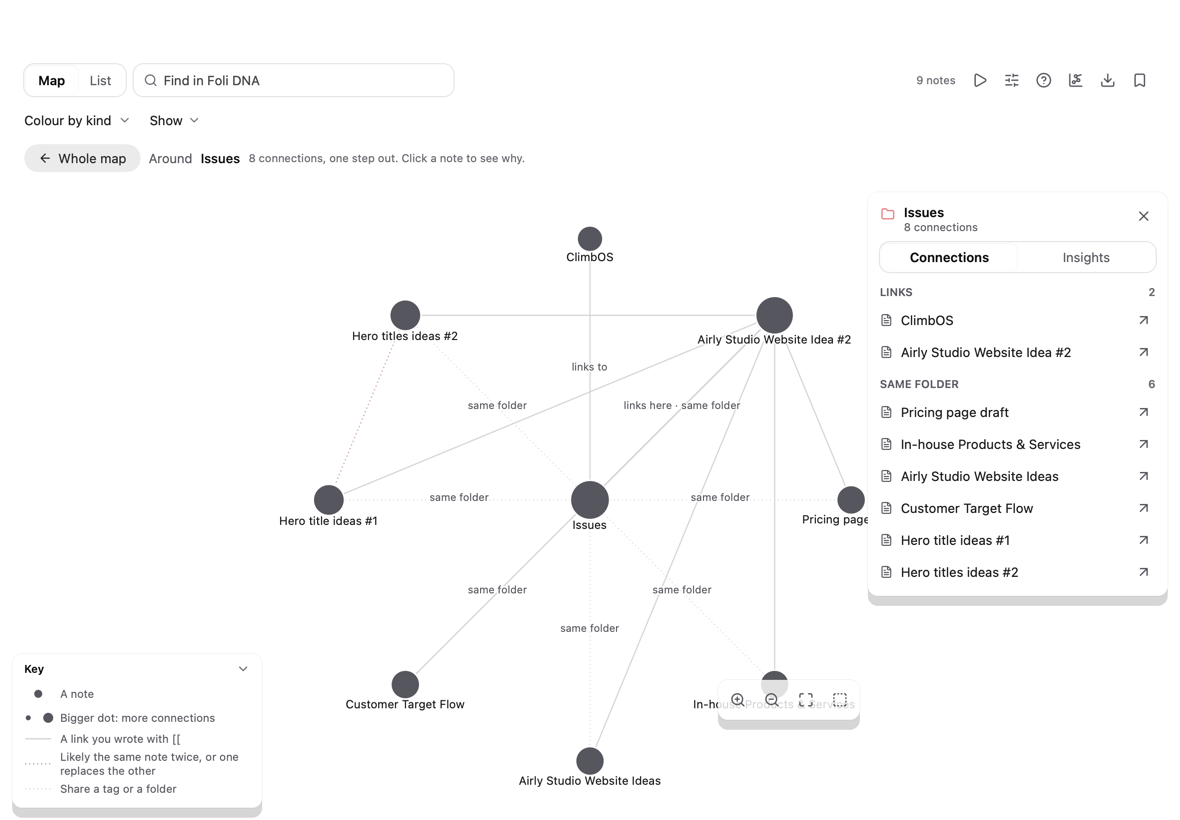 Map
List
Find in Foli DNA
9 notes
Colour by kind
Show
Whole map
Around Issues 8 connections, one step out. Click a note to see why.
Issues
8 connections
Connections
Insights
LINKS 2
ClimbOS
Airly Studio Website Idea #2
SAME FOLDER 6
Pricing page draft
In-house Products & Services
Airly Studio Website Ideas
Customer Target Flow
Hero title ideas #1
Hero titles ideas #2
ClimbOS
Hero titles ideas #2
Airly Studio Website Idea #2
links to
same folder
links here · same folder
same folder
same folder
Hero title ideas #1
Issues
Pricing page
same folder
same folder
same folder
Customer Target Flow
In-house Products & Services
Airly Studio Website Ideas
Key
A note
Bigger dot: more connections
A link you wrote with [[
Likely the same note twice, or one
replaces the other
Share a tag or a folder